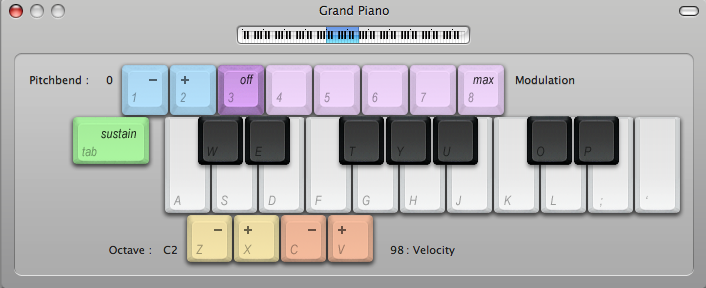 Grand Piano
Pitchbend : 0 − + off max Modulation
1 2 3 4 5 6 7 8
sustain
tab
W E T Y U O P
A S D F G H J K L ; '
− + − +
Octave : C2 98 : Velocity
Z X C V